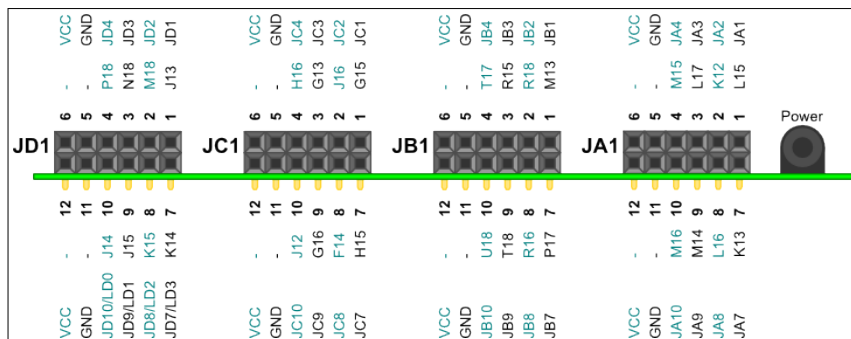 VCC GND JD4 JD3 JD2 JD1 VCC GND JC4 JC3 JC2 JC1 VCC GND JB4 JB3 JB2 JB1 VCC GND JA4 JA3 JA2 JA1
- - P18 N18 M18 J13 - - H16 G13 J16 G15 - - T17 R15 R18 M13 - - M15 L17 K12 L15
6 5 4 3 2 1 6 5 4 3 2 1 6 5 4 3 2 1 6 5 4 3 2 1 Power
JD1 JC1 JB1 JA1
12 11 10 9 8 7 12 11 10 9 8 7 12 11 10 9 8 7 12 11 10 9 8 7
- - J14 J15 K15 K14 - - J12 G16 F14 H15 - - U18 T18 R16 P17 - - M16 M14 L16 K13
VCC GND JD10/LD0 JD9/LD1 JD8/LD2 JD7/LD3 VCC GND JC10 JC9 JC8 JC7 VCC GND JB10 JB9 JB8 JB7 VCC GND JA10 JA9 JA8 JA7